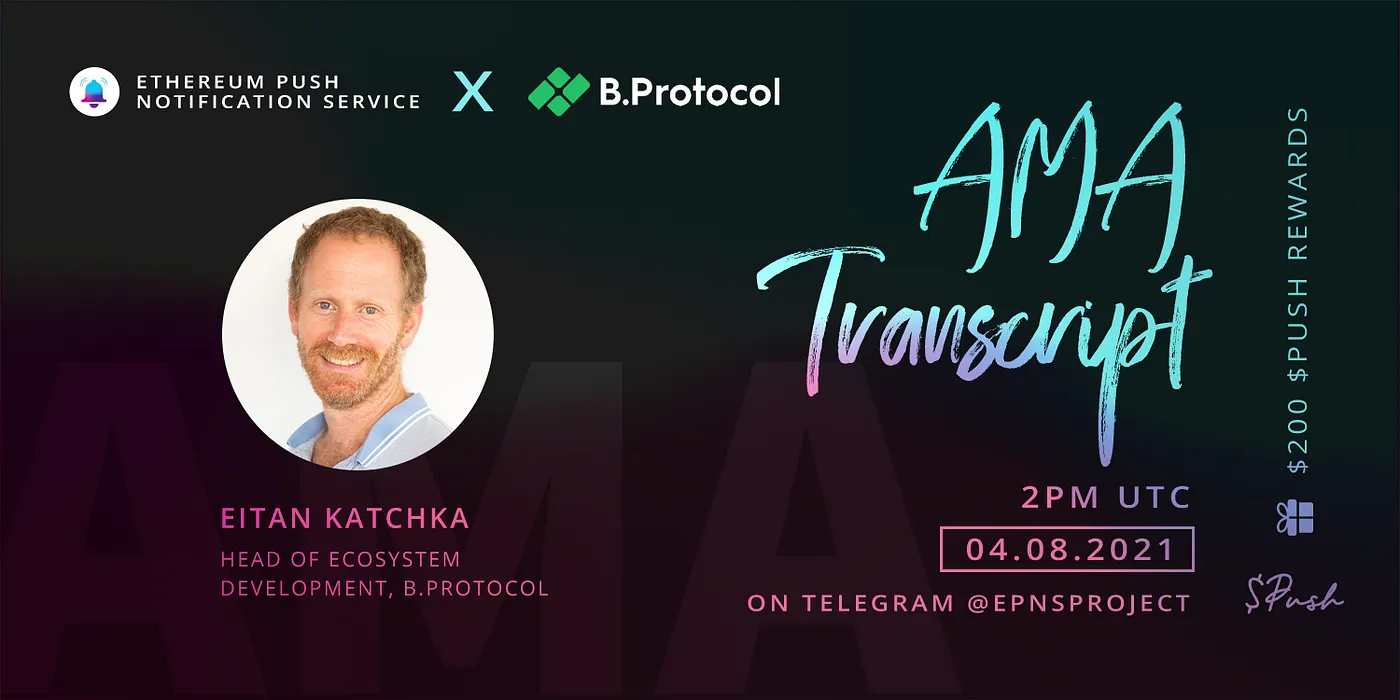 ETHEREUM PUSH
NOTIFICATION SERVICE
X
B.Protocol
AMA
Transcript
$200 $PUSH REWARDS
EITAN KATCHKA
HEAD OF ECOSYSTEM
DEVELOPMENT, B.PROTOCOL
2PM UTC
04.08.2021
ON TELEGRAM @EPNSPROJECT
$Push
AMA